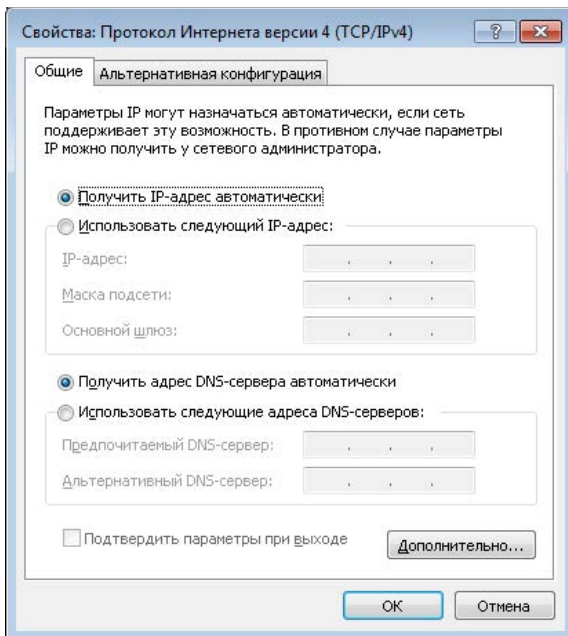 Свойства: Протокол Интернета версии 4 (TCP/IPv4)
Общие
Альтернативная конфигурация
Параметры IP могут назначаться автоматически, если сеть
поддерживает эту возможность. В противном случае параметры
IP можно получить у сетевого администратора.
Получить IP-адрес автоматически
Использовать следующий IP-адрес:
IP-адрес:
Маска подсети:
Основной шлюз:
Получить адрес DNS-сервера автоматически
Использовать следующие адреса DNS-серверов:
Предпочитаемый DNS-сервер:
Альтернативный DNS-сервер:
Подтвердить параметры при выходе
Дополнительно...
ОК
Отмена